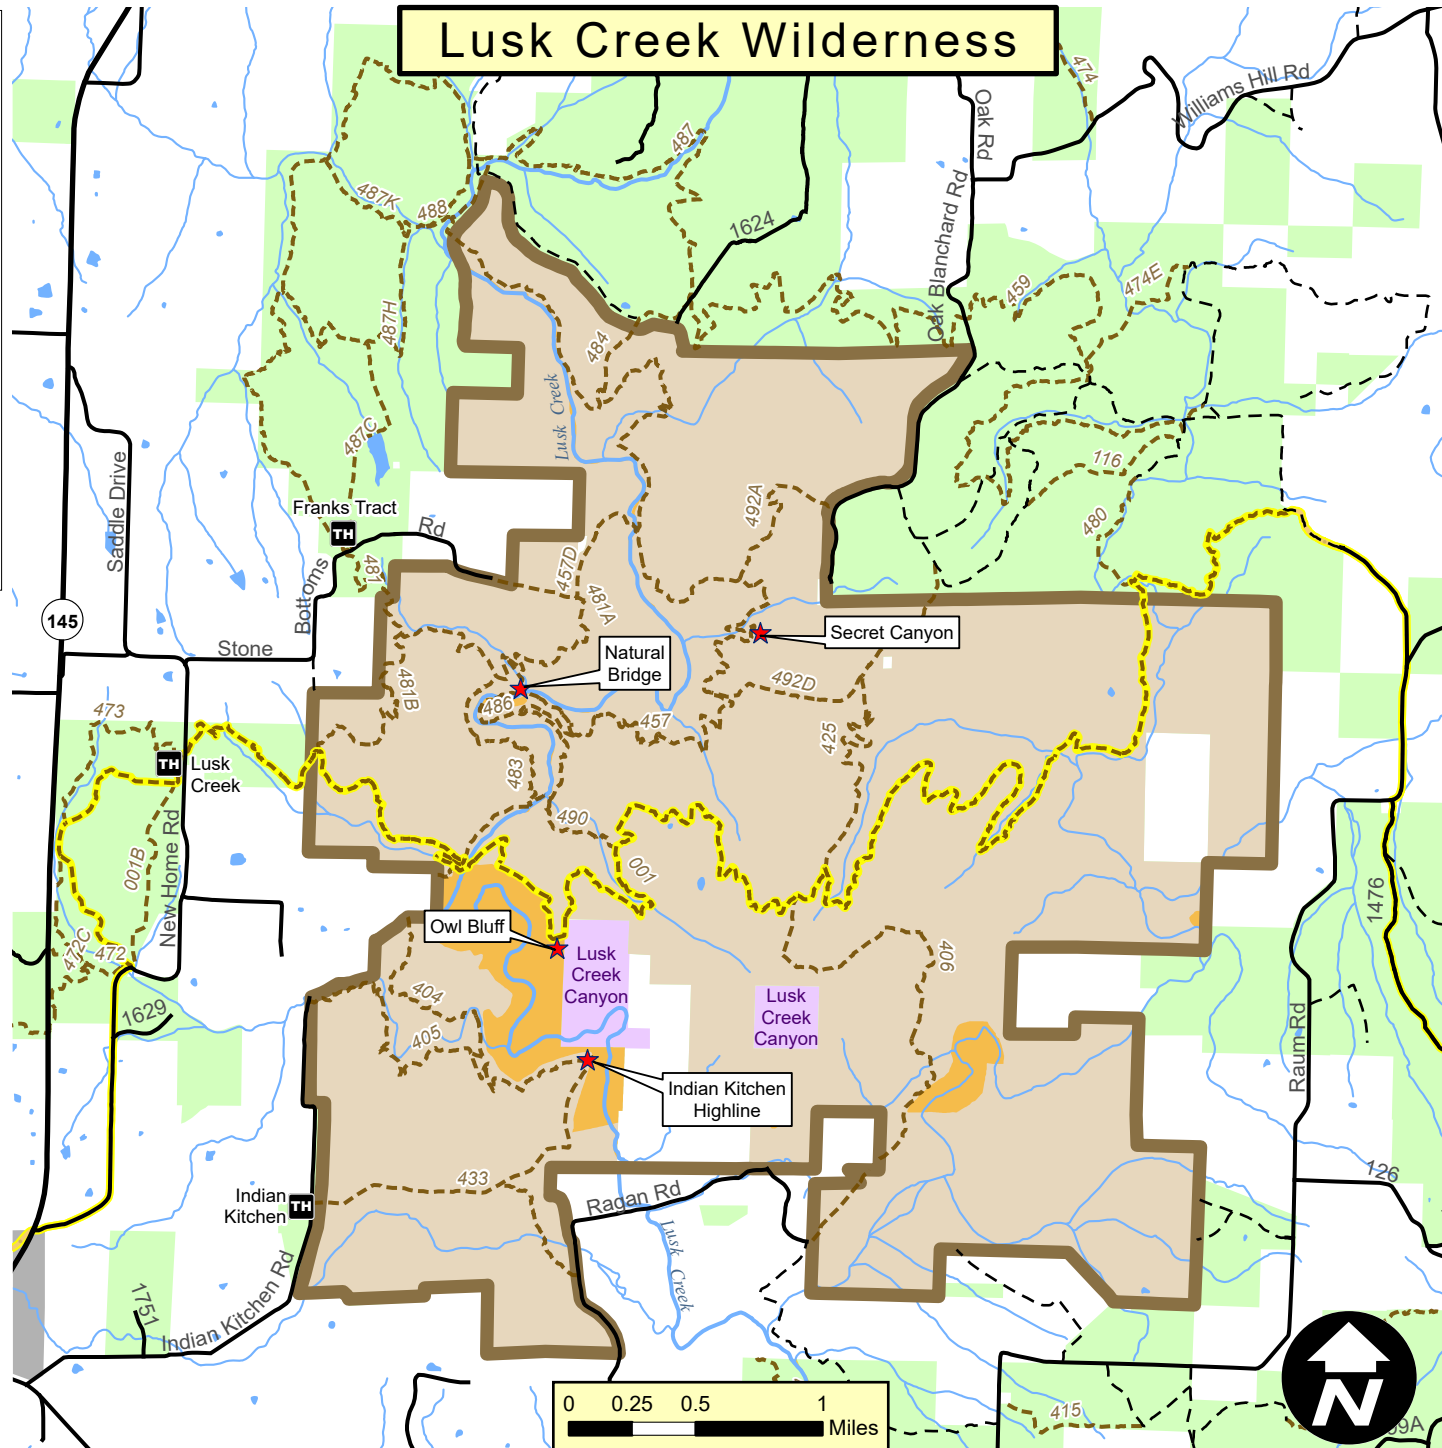 Lusk Creek Wilderness
474
Williams Hill Rd
Oak Rd
487
487K
488
1624
Oak Blanchard Rd
459
474E
487H
484
Lusk Creek
487C
116
Saddle Drive
Franks Tract
TH
Rd
492A
480
481
457D
Bottoms
481A
145
Stone
Secret Canyon
Natural
Bridge
492D
481B
486
473
457
425
TH
Lusk
Creek
483
490
New Home Rd
001B
001
1476
Owl Bluff
472C
472
Lusk
Creek
Canyon
406
404
Lusk
Creek
Canyon
1629
405
Raum Rd
Indian Kitchen
Highline
433
126
Indian
Kitchen
TH
Ragan Rd
Lusk Creek
1751
Indian Kitchen Rd
N
0 0.25 0.5 1
Miles
415
9A